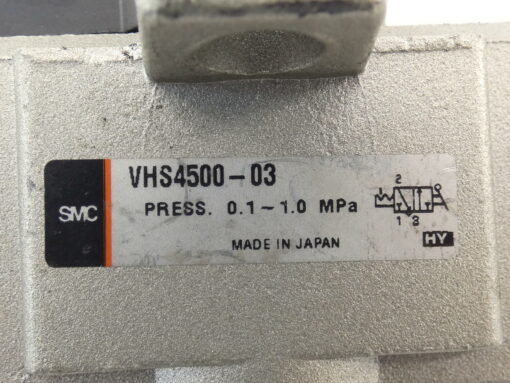 SMC
VHS4500-03
PRESS. 0.1~1.0 MPa
2
1 3
MADE IN JAPAN
HY